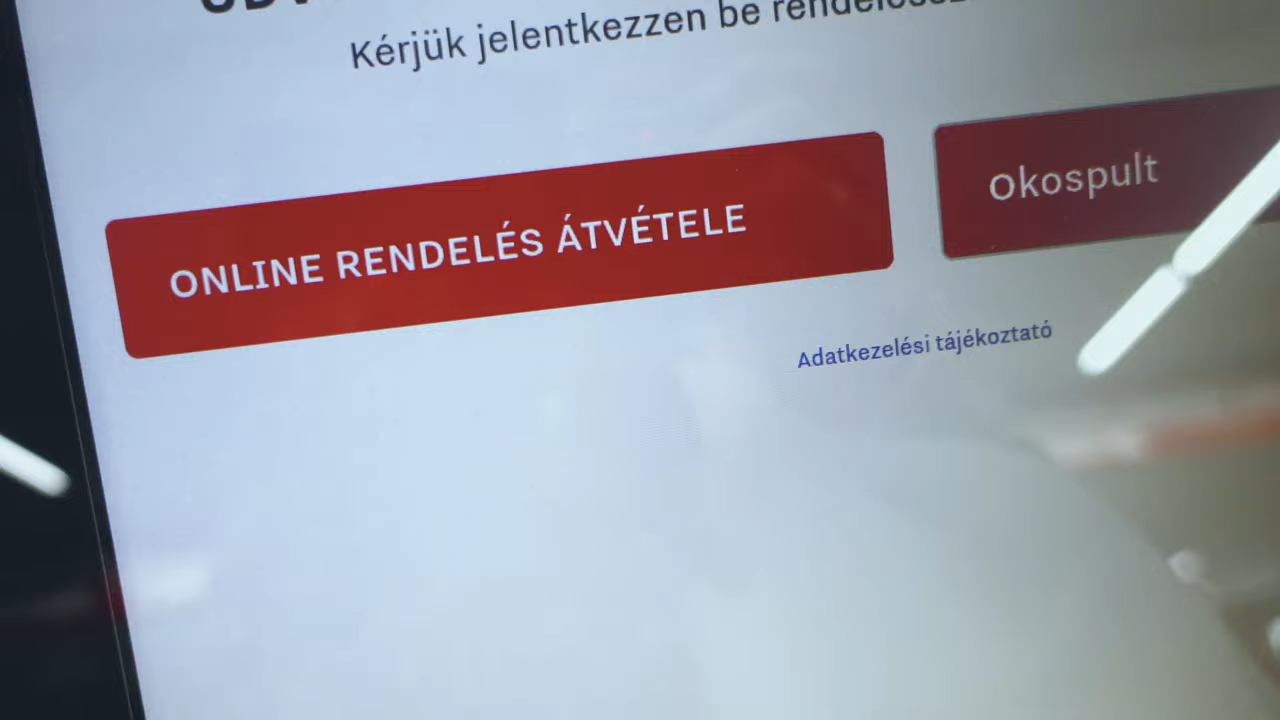 Kérjük jelentkezzen be
ONLINE RENDELÉS ÁTVÉTELE
Okospult
Adatkezelési tájékoztató